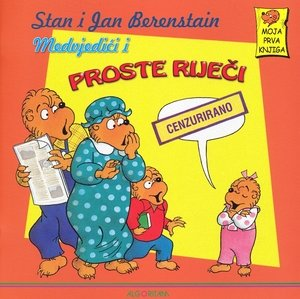 Stan i Jan Berenstain
Medvjedići i
PROSTE RIJEČI
MOJA
PRVA
KNJIGA
CENZURIRANO
ALGORITAM